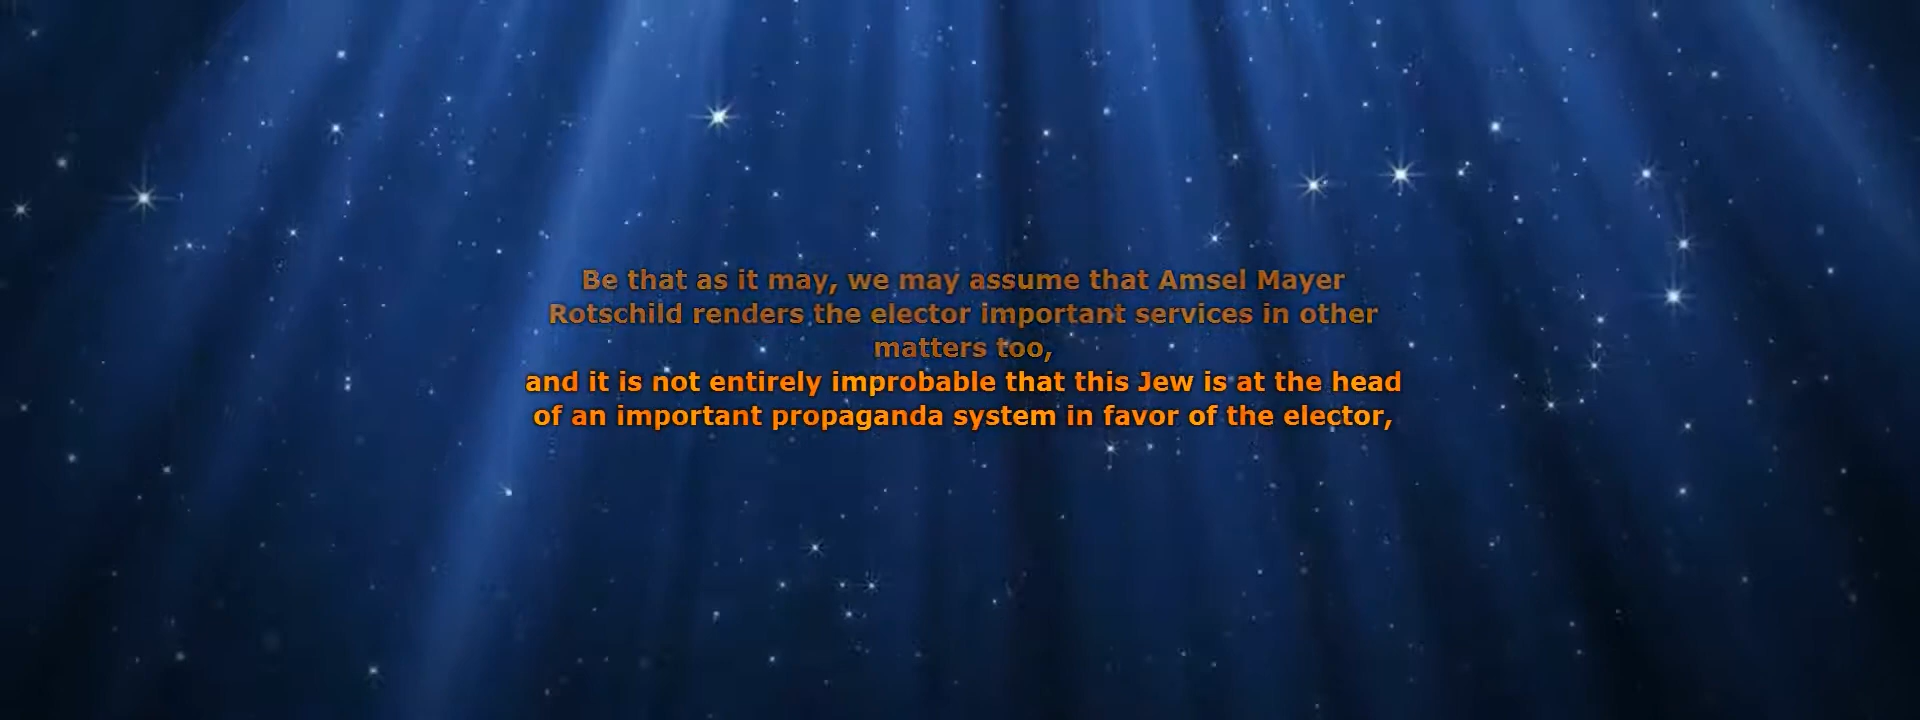 Be that as it may, we may assume that Amsel Mayer
Rotschild renders the elector important services in other
matters too,
and it is not entirely improbable that this Jew is at the head
of an important propaganda system in favor of the elector,